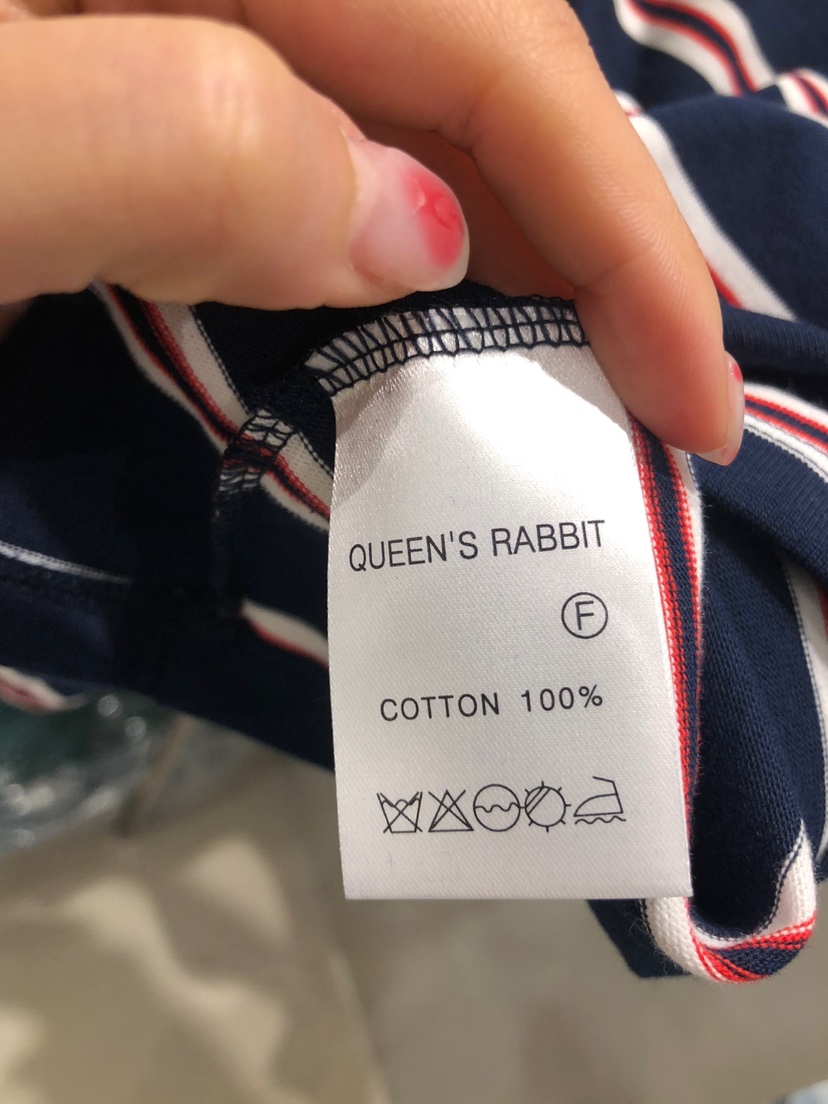 QUEEN'S RABBIT
F
COTTON 100%